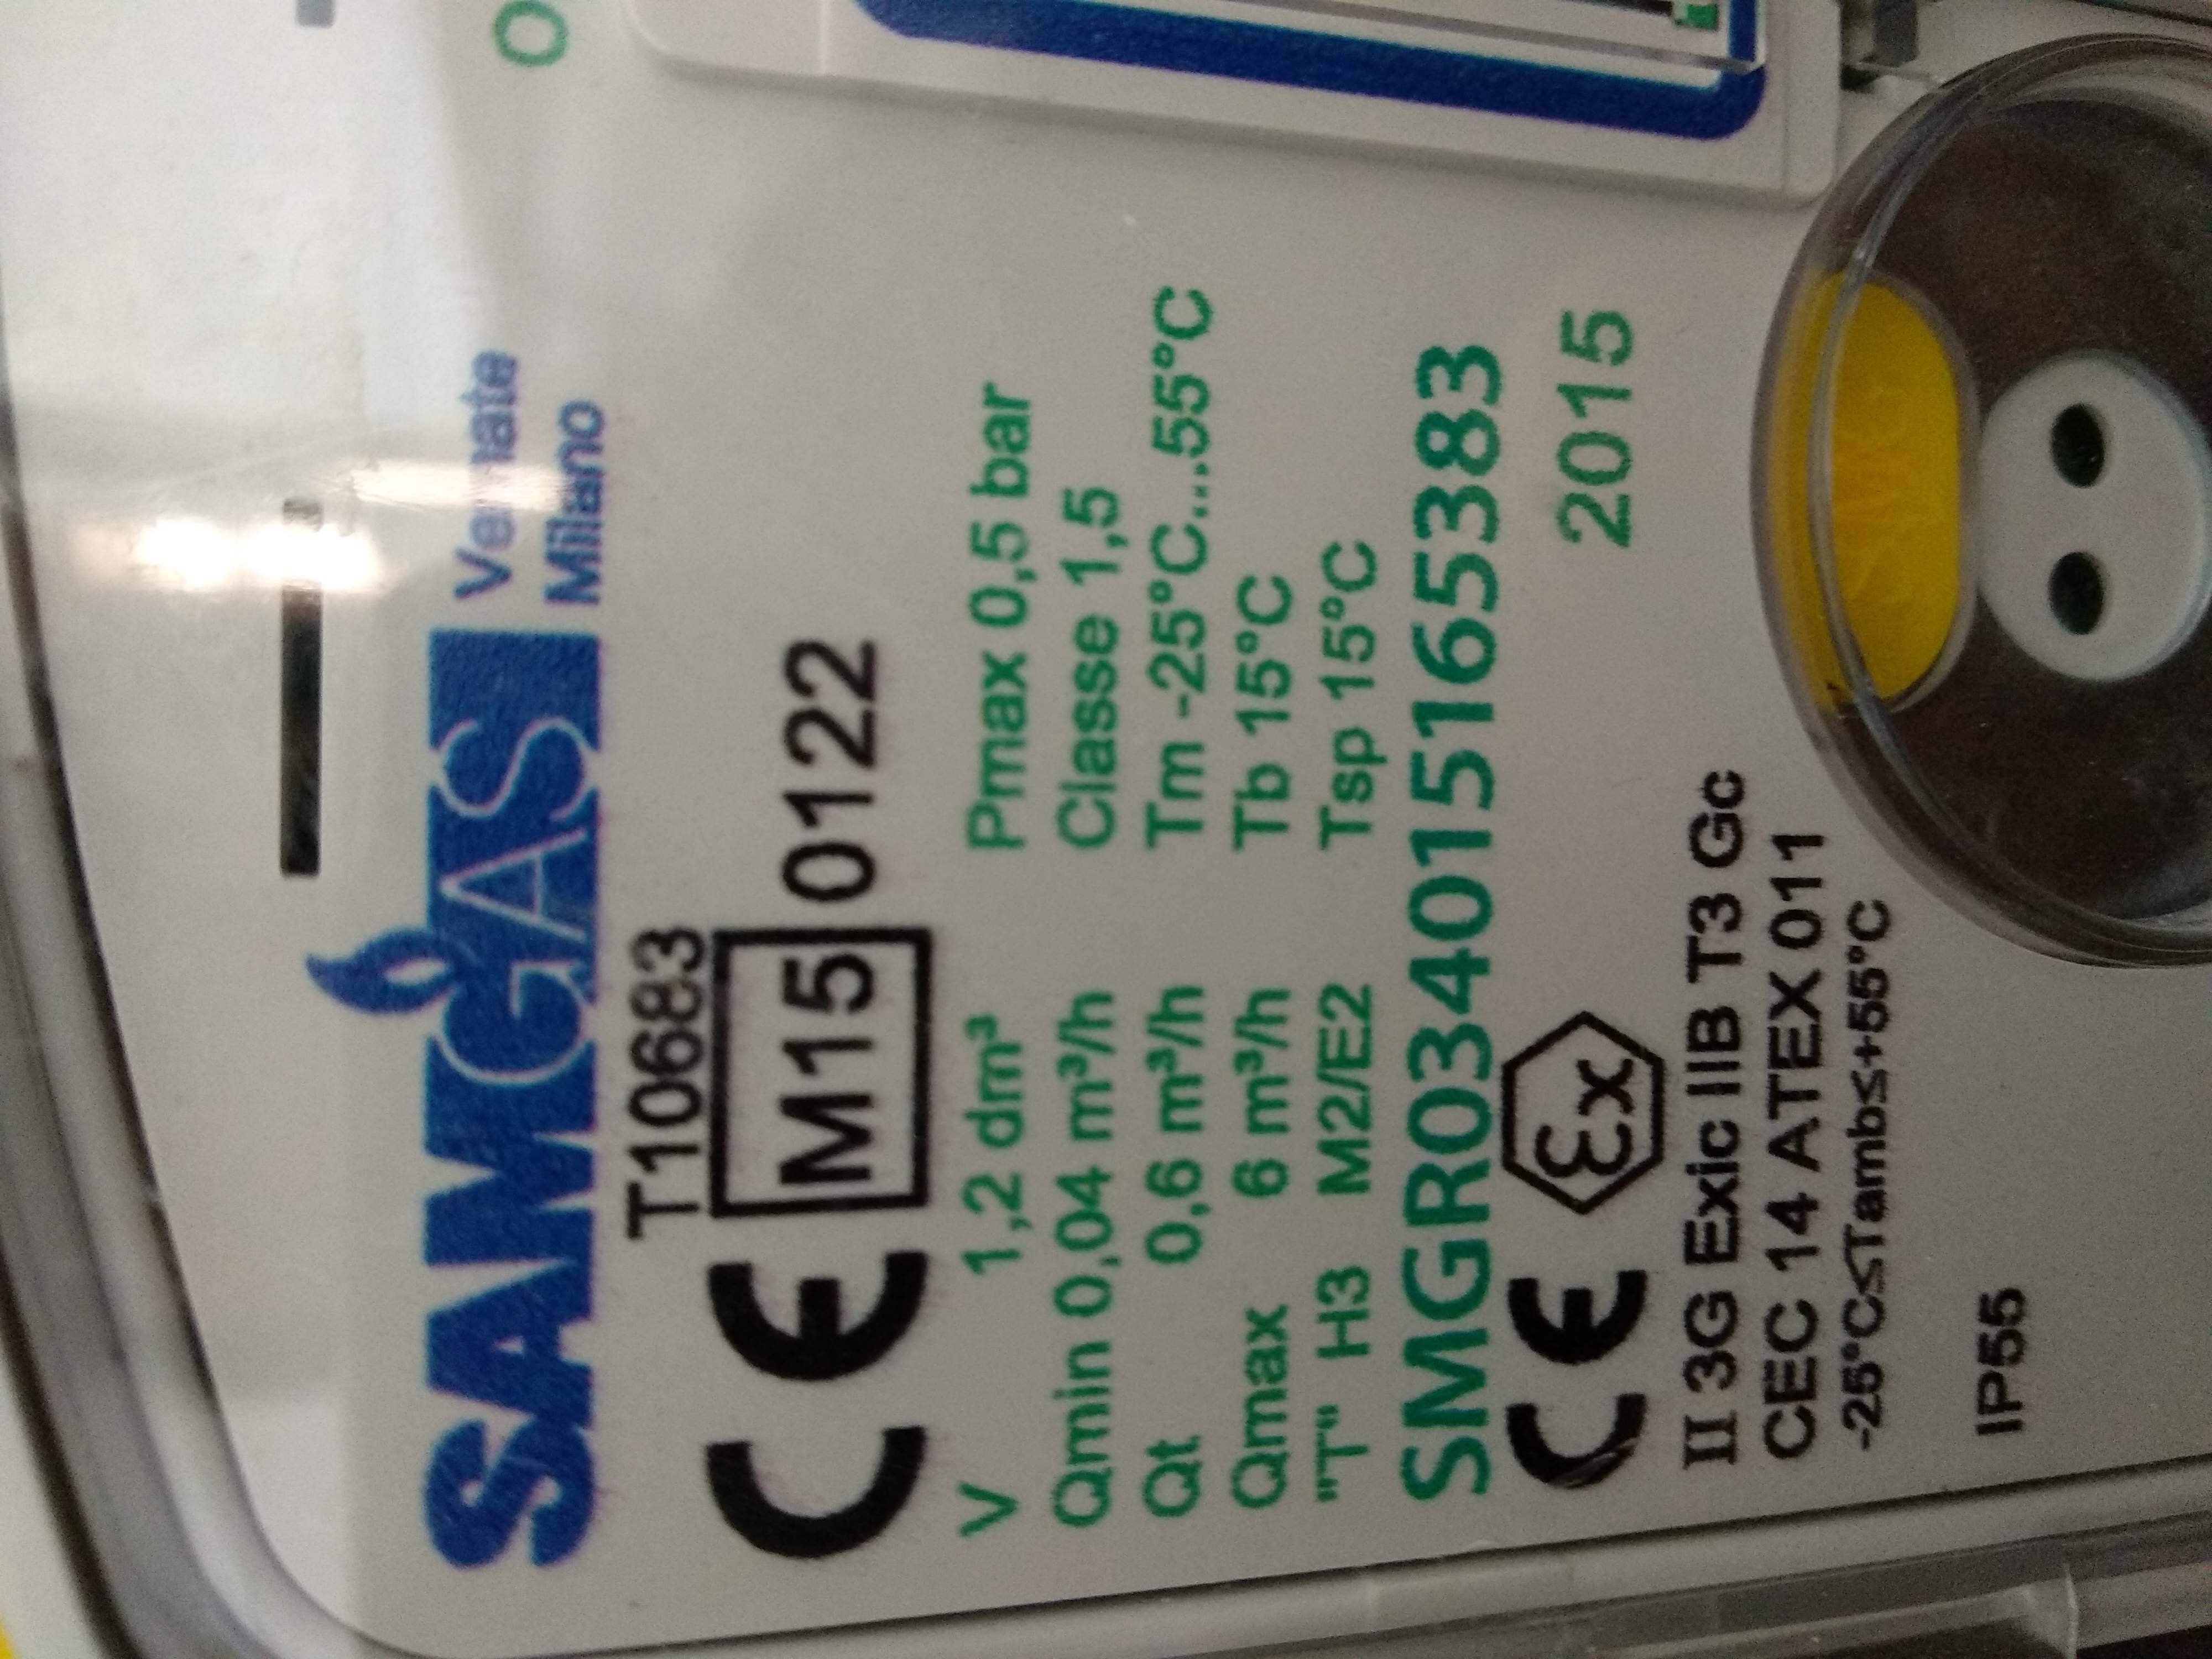 SAMGAS Vernate
Milano
T10683
CE M15 0122
V 1,2 dm³ Pmax 0,5 bar
Qmin 0,04 m³/h Classe 1,5
Qt 0,6 m³/h Tm -25°C...55°C
Qmax 6 m³/h Tb 15°C
"T" H3 M2/E2 Tsp 15°C
SMGR034015165383
CE Ex
2015
II 3G Exic IIB T3 Gc
CEC 14 ATEX 011
-25°C≤Tamb≤+55°C
IP55